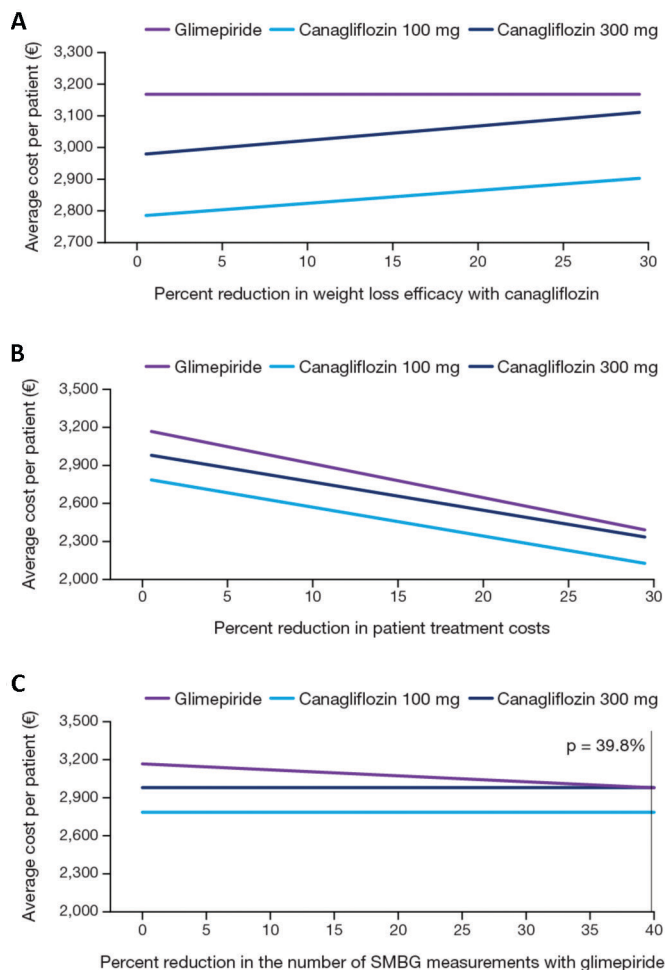 A
Glimepiride Canagliflozin 100 mg Canagliflozin 300 mg
Average cost per patient (€)
3,300
3,200
3,100
3,000
2,900
2,800
2,700
0 5 10 15 20 25 30
Percent reduction in weight loss efficacy with canagliflozin
B
Glimepiride Canagliflozin 100 mg Canagliflozin 300 mg
Average cost per patient (€)
3,500
3,200
2,900
2,600
2,300
2,000
0 5 10 15 20 25 30
Percent reduction in patient treatment costs
C
Glimepiride Canagliflozin 100 mg Canagliflozin 300 mg
Average cost per patient (€)
3,500
p = 39.8%
3,200
2,900
2,600
2,300
2,000
0 5 10 15 20 25 30 35 40
Percent reduction in the number of SMBG measurements with glimepiride